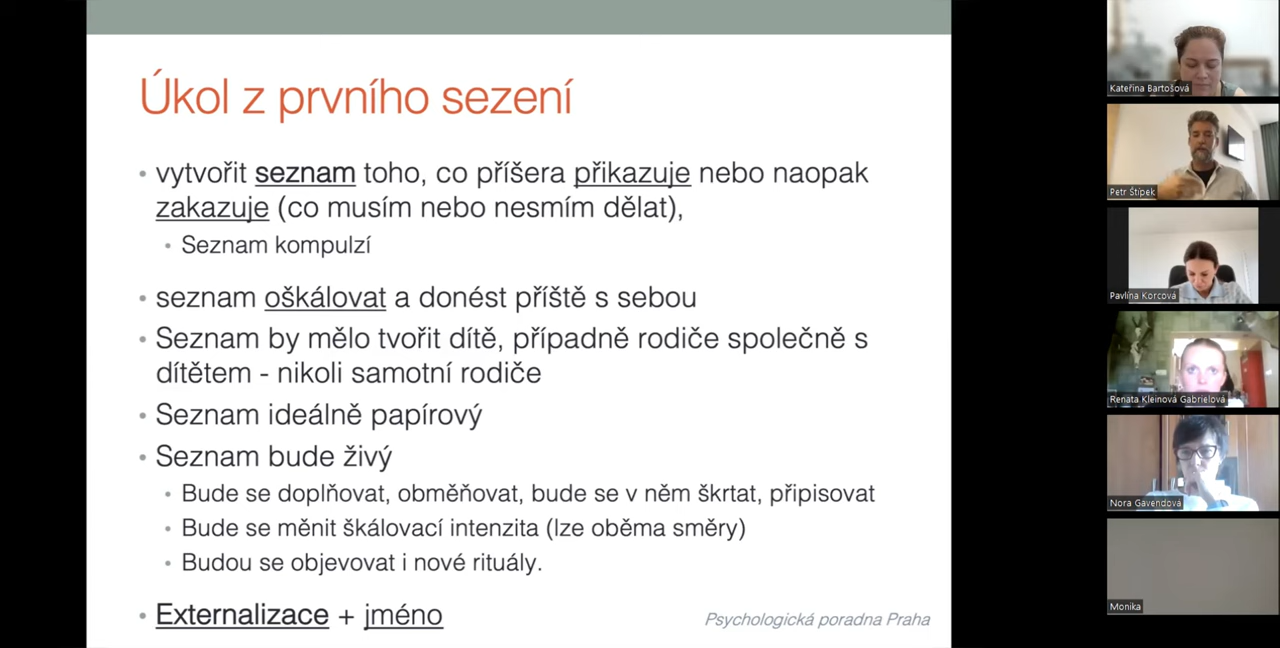 Úkol z prvního sezení
• vytvořit seznam toho, co příšera přikazuje nebo naopak
zakazuje (co musím nebo nesmím dělat),
• Seznam kompulzí
• seznam oškálovat a donést příště s sebou
• Seznam by mělo tvořit dítě, případně rodiče společně s
dítětem - nikoli samotní rodiče
• Seznam ideálně papírový
• Seznam bude živý
• Bude se doplňovat, obměňovat, bude se v něm škrtat, připisovat
• Bude se měnit škálovací intenzita (lze oběma směry)
• Budou se objevovat i nové rituály.
• Externalizace + jméno
Psychologická poradna Praha
Kateřina Bartošová
Petr Štípek
Pavlína Korcová
Renáta Kleinová Gabrielová
Nora Gavendová
Monika